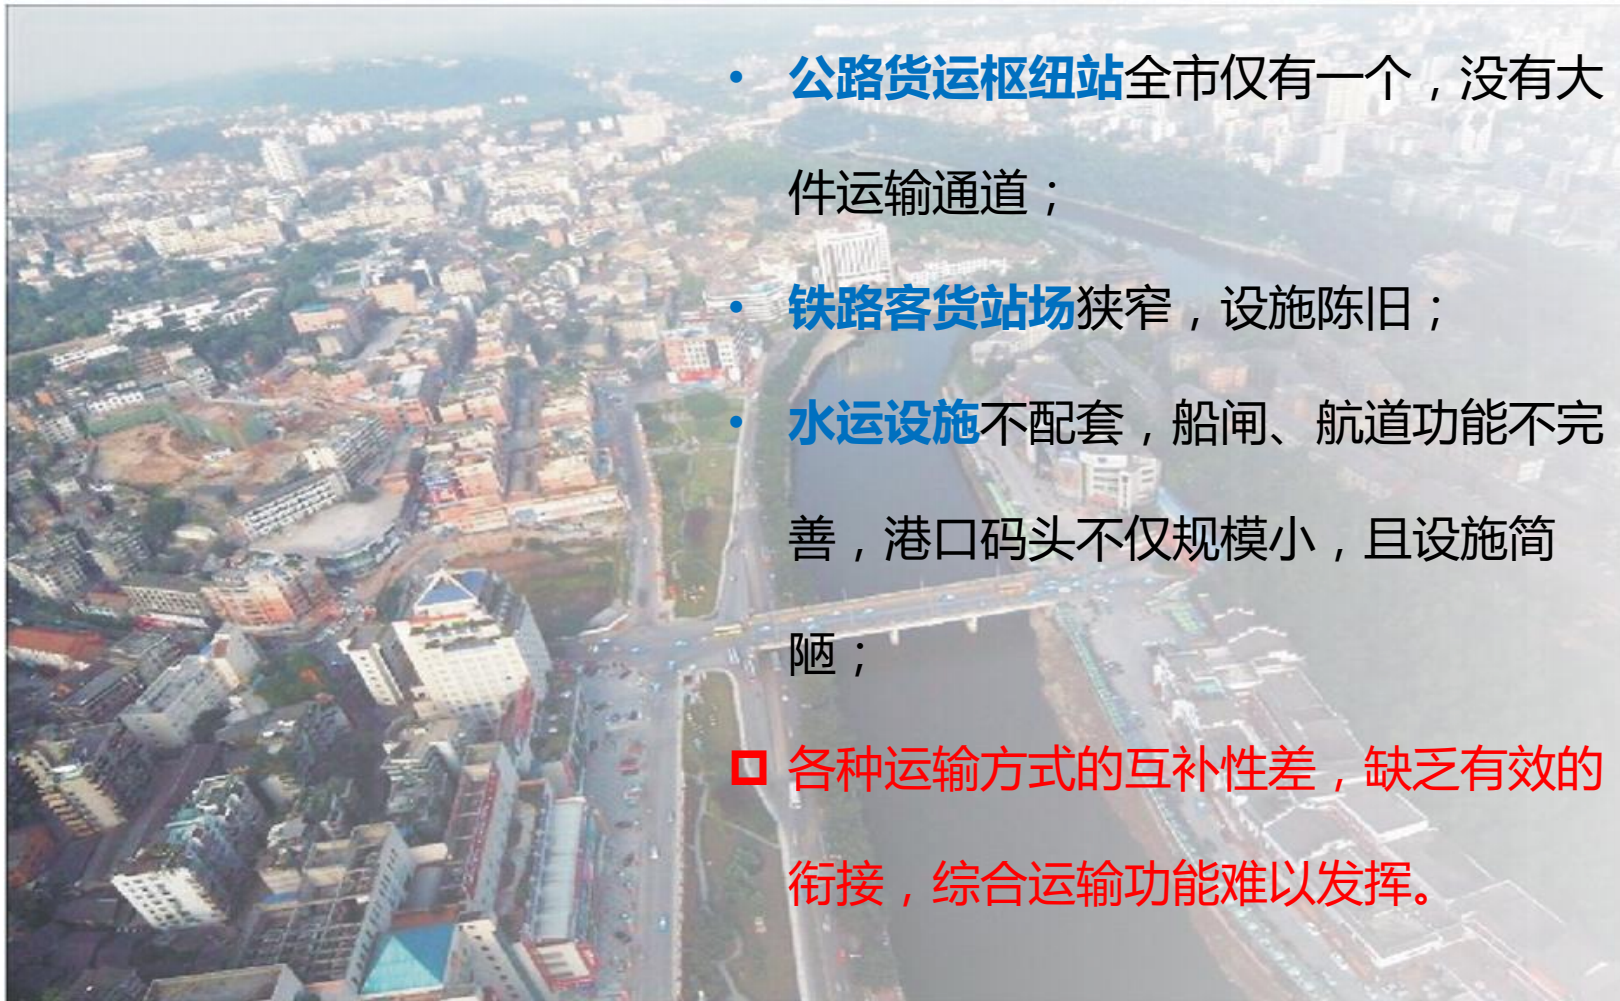 • 公路货运枢纽站全市仅有一个，没有大
件运输通道；
• 铁路客货站场狭窄，设施陈旧；
• 水运设施不配套，船闸、航道功能不完
善，港口码头不仅规模小，且设施简
陋；
各种运输方式的互补性差，缺乏有效的
衔接，综合运输功能难以发挥。